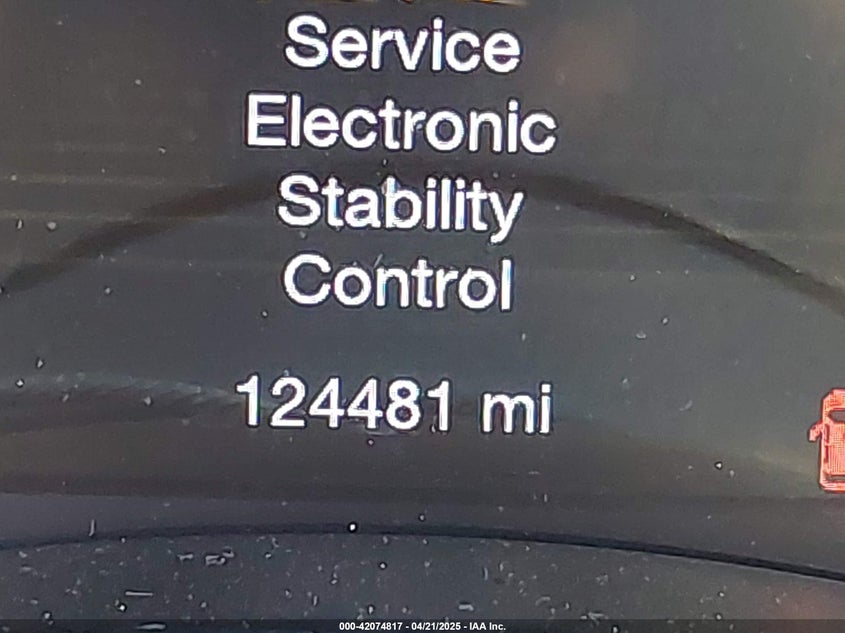 Service
Electronic
Stability
Control
124481 mi
000-42074817 - 04/21/2025 - IAA Inc.